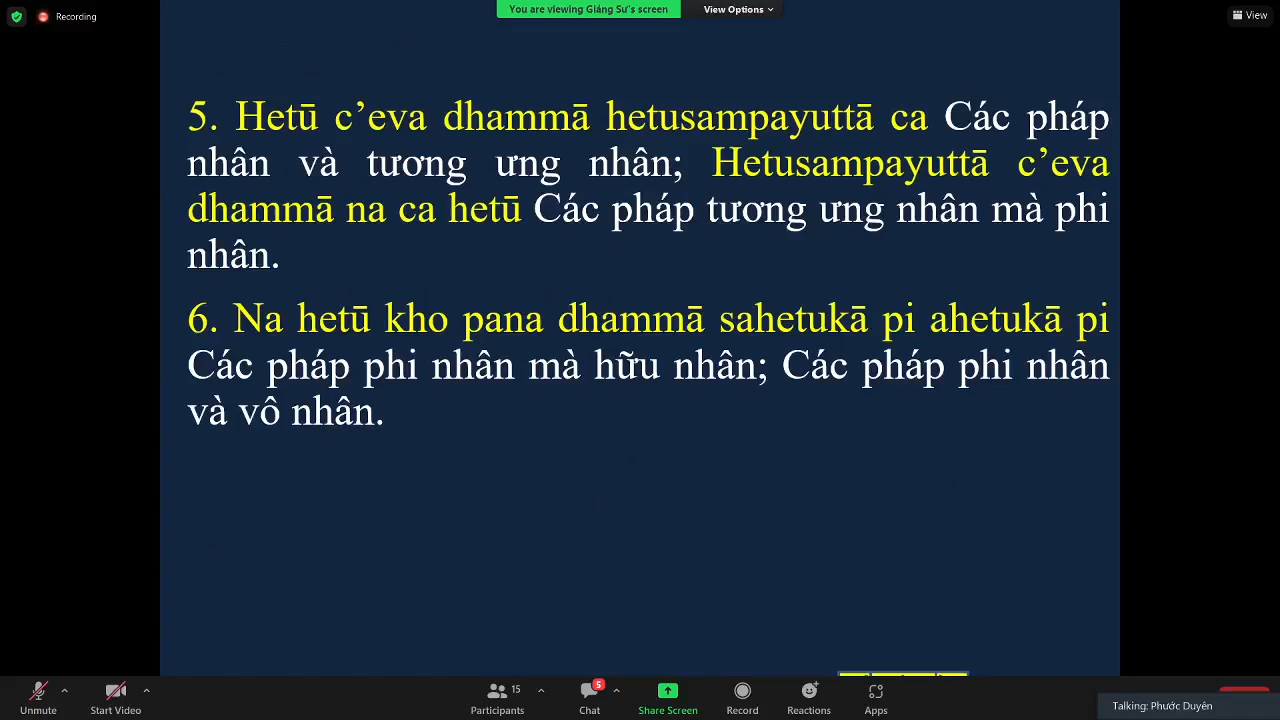 Recording
You are viewing Giảng Sư's screen
View Options
View
5. Hetū c’eva dhammā hetusampayuttā ca Các pháp
nhân và tương ưng nhân; Hetusampayuttā c’eva
dhammā na ca hetū Các pháp tương ưng nhân mà phi
nhân.
6. Na hetū kho pana dhammā sahetukā pi ahetukā pi
Các pháp phi nhân mà hữu nhân; Các pháp phi nhân
và vô nhân.
Unmute
Start Video
15
Participants
5
Chat
Share Screen
Record
Reactions
Apps
Talking: Phước Duyên